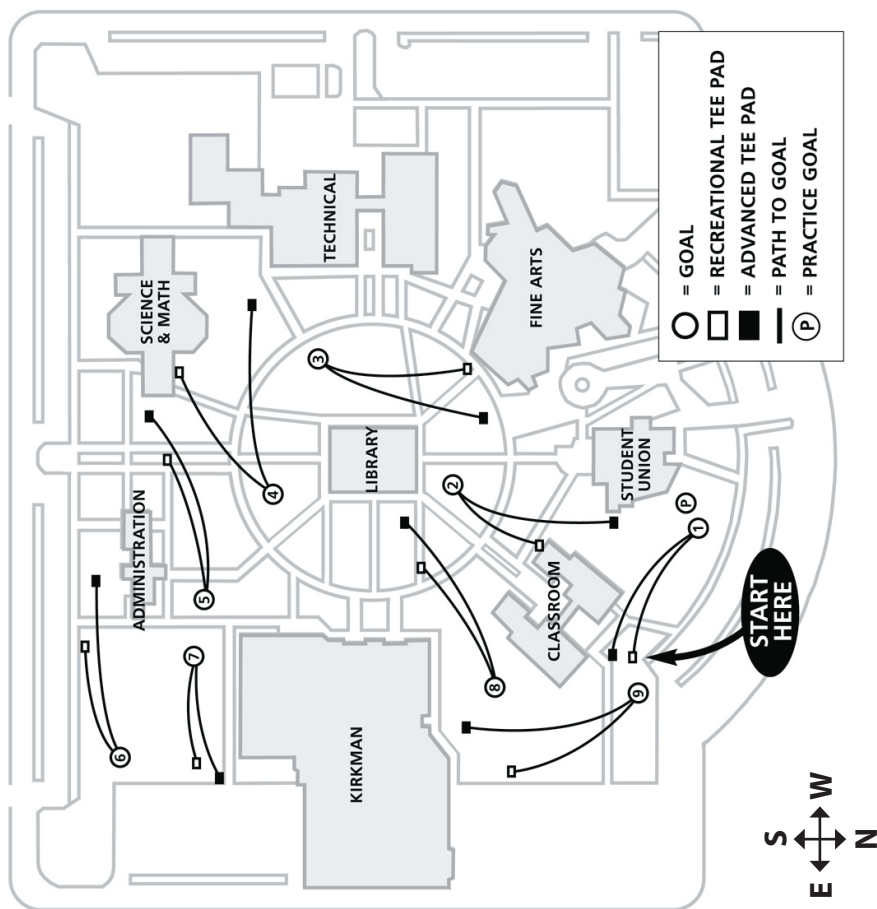 SCIENCE
& MATH
TECHNICAL
ADMINISTRATION
LIBRARY
FINE ARTS
STUDENT
UNION
CLASSROOM
KIRKMAN
1
2
3
4
5
6
7
8
9
P
START
HERE
= GOAL
= RECREATIONAL TEE PAD
= ADVANCED TEE PAD
= PATH TO GOAL
P = PRACTICE GOAL
S
E W
N